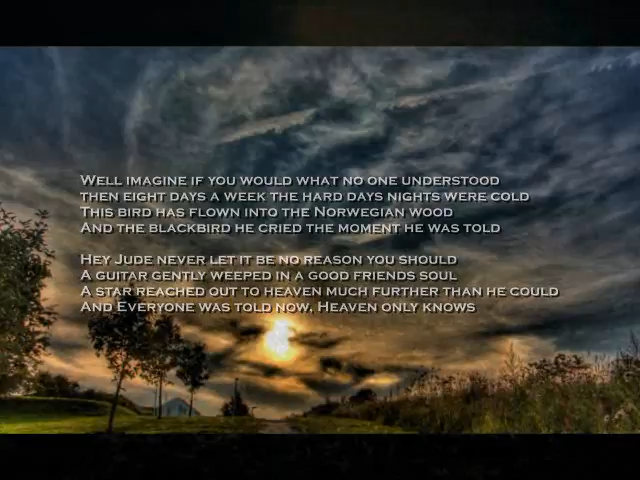 Well imagine if you would what no one understood
then eight days a week the hard days nights were cold
This bird has flown into the Norwegian wood
And the blackbird he cried the moment he was told
Hey Jude never let it be no reason you should
A guitar gently weeped in a good friends soul
A star reached out to heaven much further than he could
And Everyone was told now, Heaven only knows